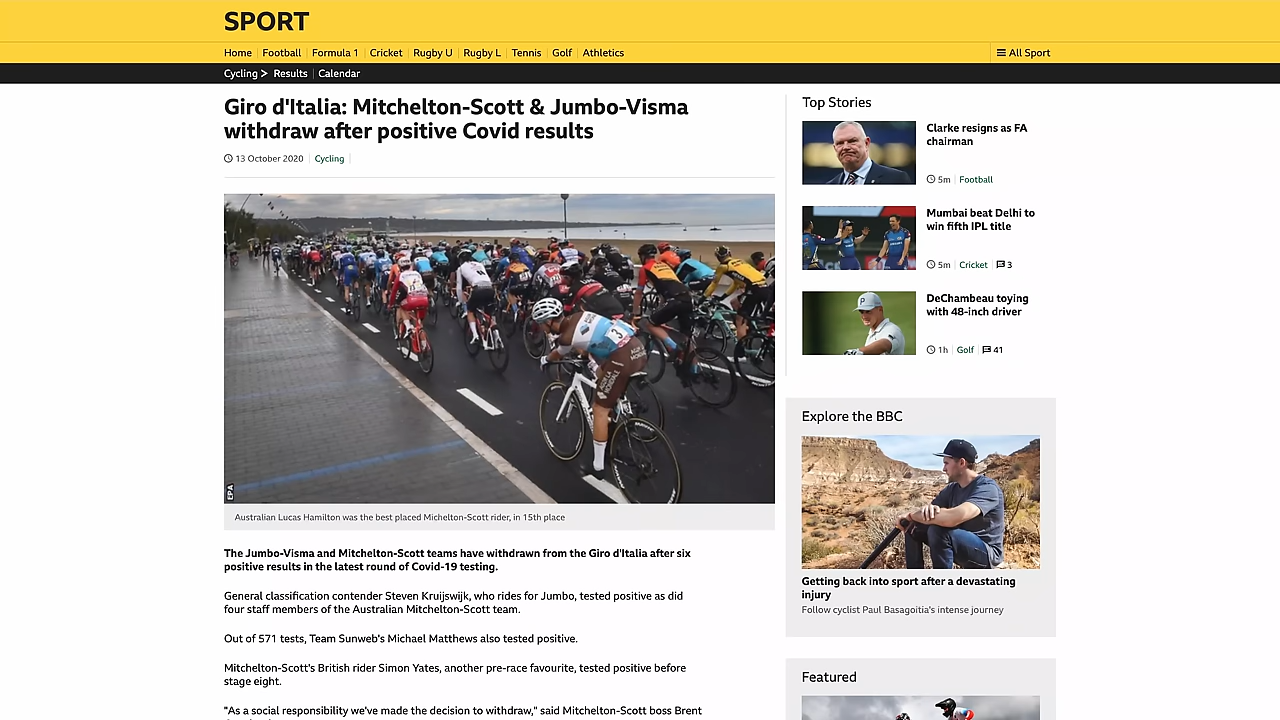 SPORT
Home
Football
Formula 1
Cricket
Rugby U
Rugby L
Tennis
Golf
Athletics
All Sport
Cycling >
Results
Calendar
Giro d'Italia: Mitchelton-Scott & Jumbo-Visma
withdraw after positive Covid results
13 October 2020
Cycling
EPA
3
AG2R LA
MONDIALE
Australian Lucas Hamilton was the best placed Michelton-Scott rider, in 15th place
The Jumbo-Visma and Mitchelton-Scott teams have withdrawn from the Giro d'Italia after six
positive results in the latest round of Covid-19 testing.
General classification contender Steven Kruijswijk, who rides for Jumbo, tested positive as did
four staff members of the Australian Mitchelton-Scott team.
Out of 571 tests, Team Sunweb's Michael Matthews also tested positive.
Mitchelton-Scott's British rider Simon Yates, another pre-race favourite, tested positive before
stage eight.
"As a social responsibility we've made the decision to withdraw," said Mitchelton-Scott boss Brent
Top Stories
Clarke resigns as FA
chairman
5m
Football
Mumbai beat Delhi to
win fifth IPL title
5m
Cricket
3
DeChambeau toying
with 48-inch driver
1h
Golf
41
Explore the BBC
Getting back into sport after a devastating
injury
Follow cyclist Paul Basagoitia's intense journey
Featured